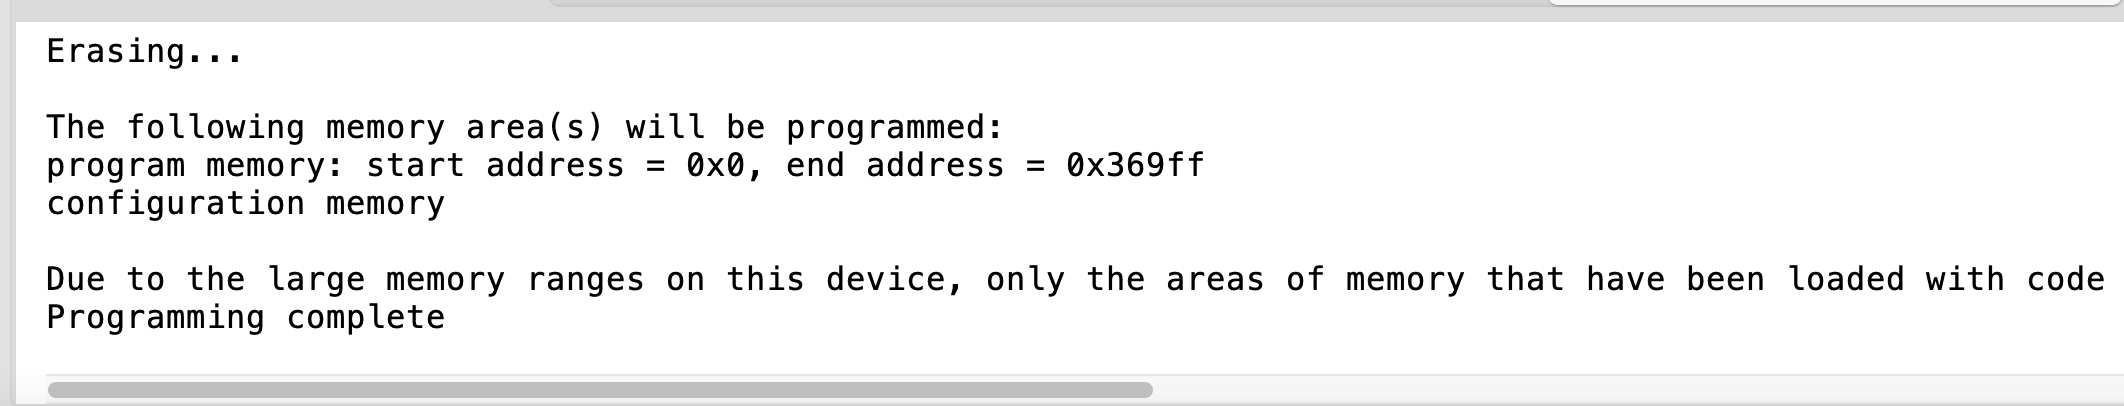 Erasing...
The following memory area(s) will be programmed:
program memory: start address = 0x0, end address = 0x369ff
configuration memory
Due to the large memory ranges on this device, only the areas of memory that have been loaded with code
Programming complete